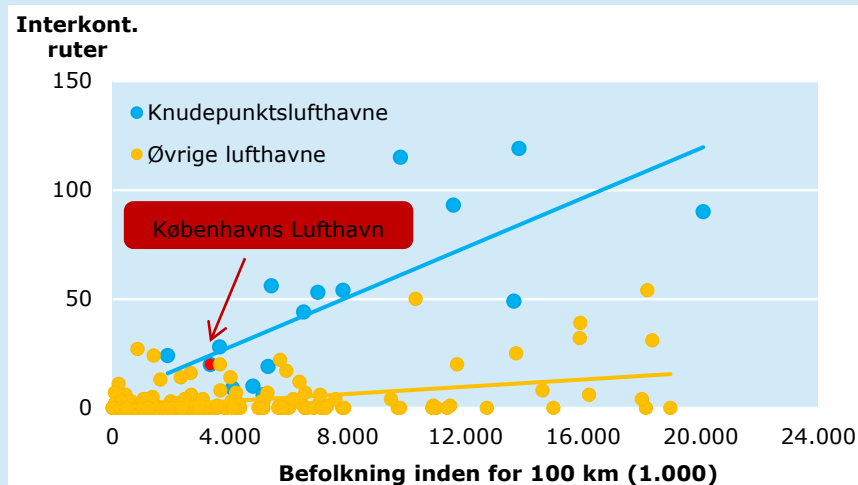 Interkont.
ruter
150
100
50
0
Knudepunktslufthavne
Øvrige lufthavne
Københavns Lufthavn
0 4.000 8.000 12.000 16.000 20.000 24.000
Befolkning inden for 100 km (1.000)